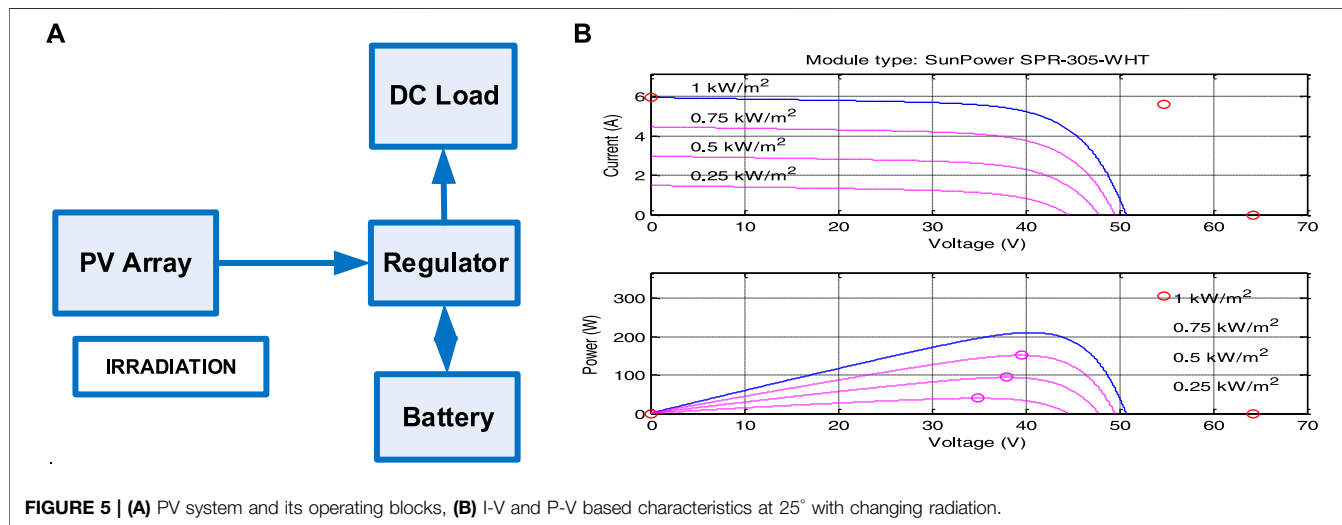 A
DC Load
PV Array
Regulator
IRRADIATION
Battery
.
B
Module type: SunPower SPR-305-WHT
Current (A)
6
4
2
0
1 kW/m²
0.75 kW/m²
0.5 kW/m²
0.25 kW/m²
0 10 20 30 40 50 60 70
Voltage (V)
Power (W)
300
200
100
0
1 kW/m²
0.75 kW/m²
0.5 kW/m²
0.25 kW/m²
0 10 20 30 40 50 60 70
Voltage (V)
FIGURE 5 | (A) PV system and its operating blocks, (B) I-V and P-V based characteristics at 25° with changing radiation.